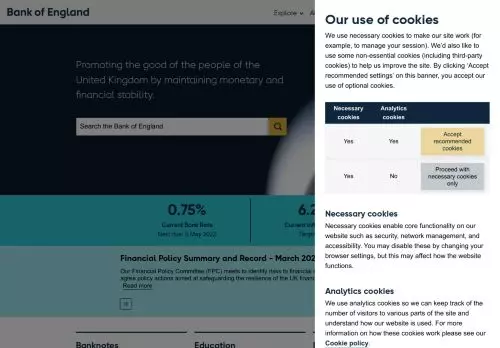 Bank of England
Explore
Promoting the good of the people of the
United Kingdom by maintaining monetary and
financial stability.
Search the Bank of England
0.75%
Current Bank Rate
Next due: 5 May 2022
6.2
Current
Target
Financial Policy Summary and Record - March 202
Our Financial Policy Committee (FPC) meets to identify risks to financial
agree policy actions aimed at safeguarding the resilience of the UK finan
Read more
Banknotes
Education
Our use of cookies
We use necessary cookies to make our site work (for
example, to manage your session). We'd also like to
use some non-essential cookies (including third-party
cookies) to help us improve the site. By clicking 'Accept
recommended settings' on this banner, you accept our
use of optional cookies.
Necessary cookies
Analytics cookies
Yes
Yes
Accept
recommended
cookies
Yes
No
Proceed with
necessary cookies
only
Necessary cookies
Necessary cookies enable core functionality on our
website such as security, network management, and
accessibility. You may disable these by changing your
browser settings, but this may affect how the website
functions.
Analytics cookies
We use analytics cookies so we can keep track of the
number of visitors to various parts of the site and
understand how our website is used. For more
information on how these cookies work please see our
Cookie policy.